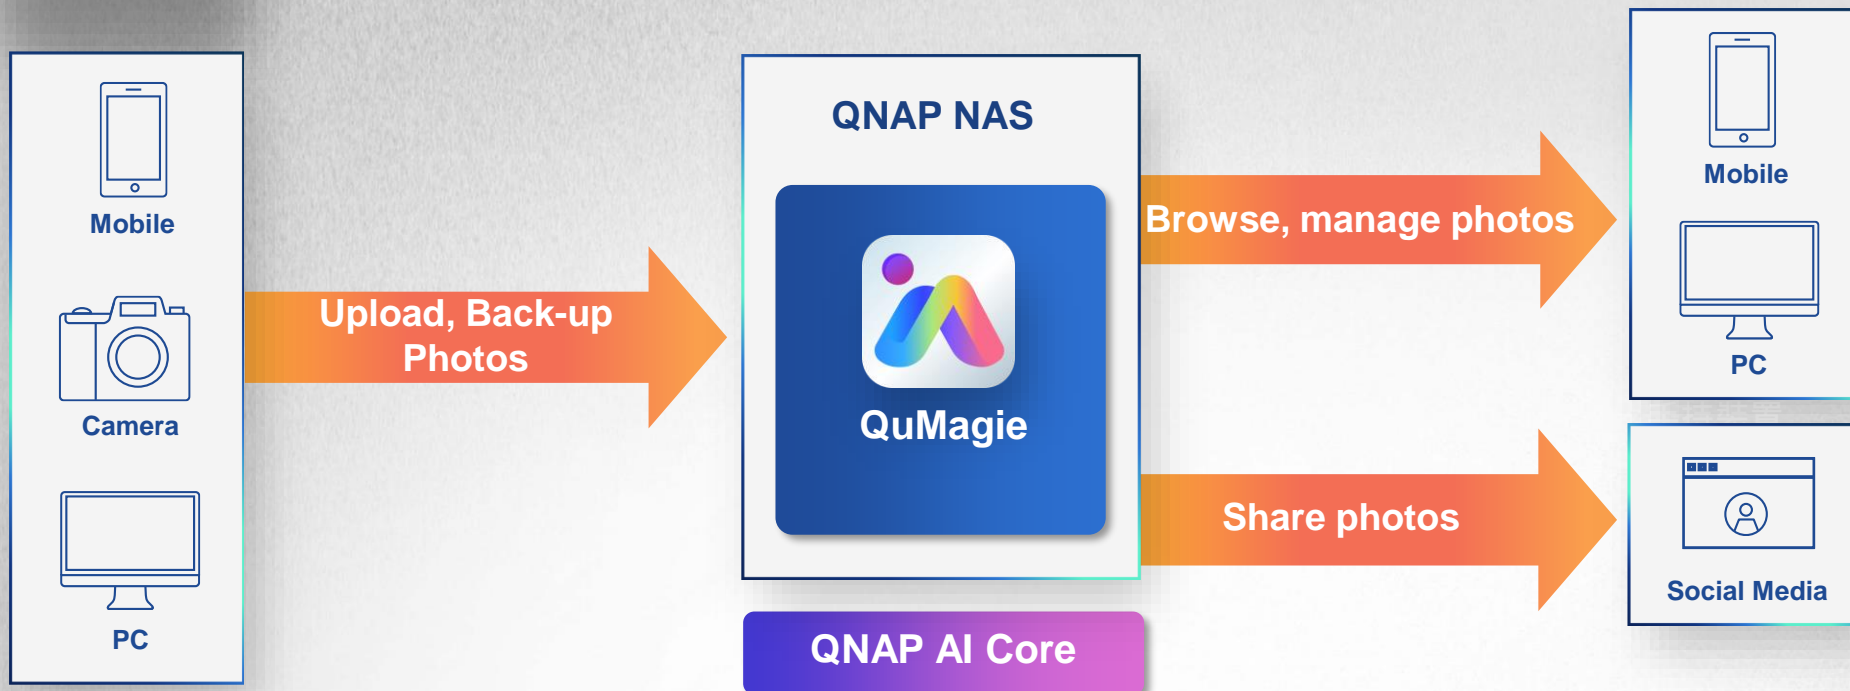 Mobile
Camera
PC
Upload, Back-up
Photos
QNAP NAS
QuMagie
QNAP AI Core
Browse, manage photos
Share photos
Mobile
PC
Social Media